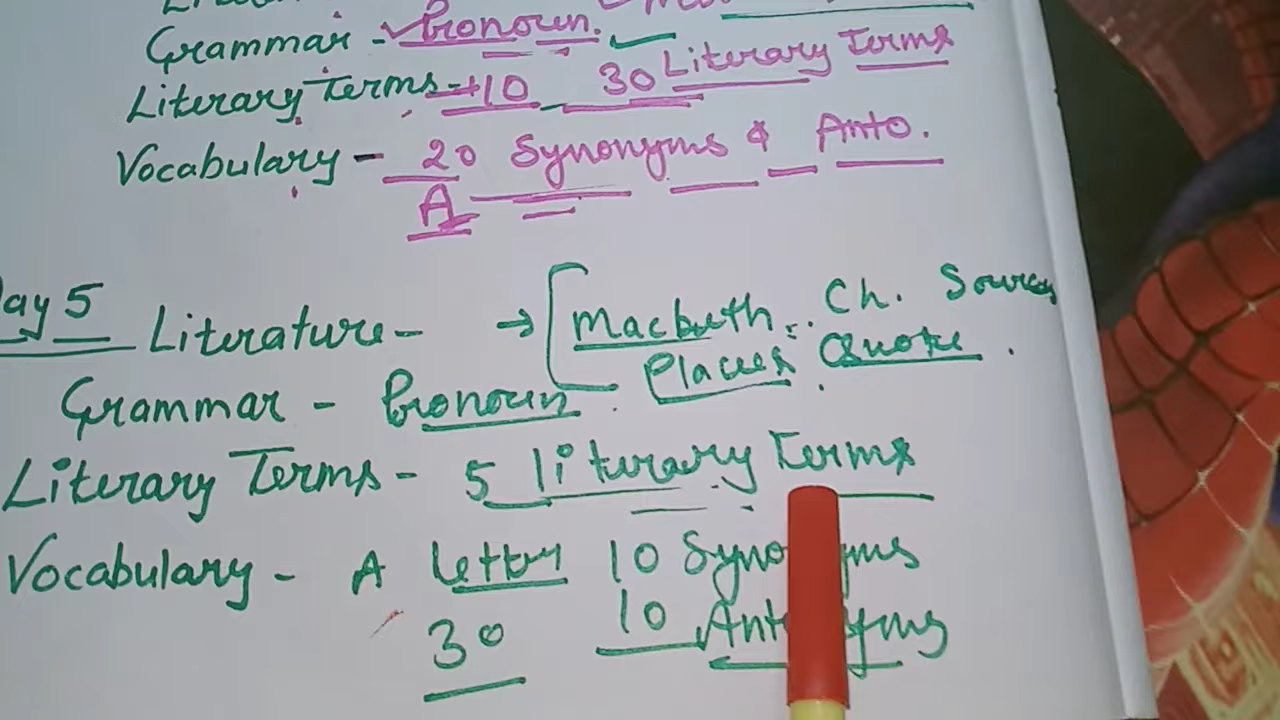 Grammar - Pronoun.
Literary Terms - +10 30 Literary Terms
Vocabulary - 20 Synonyms & Anto.
A
Day 5
Literature - → Macbeth :. Ch. Sources
Places Quote.
Grammar - Pronoun.
Literary Terms - 5 literary Terms
Vocabulary - A letter 10 Synonyms
30 10 Antonyms